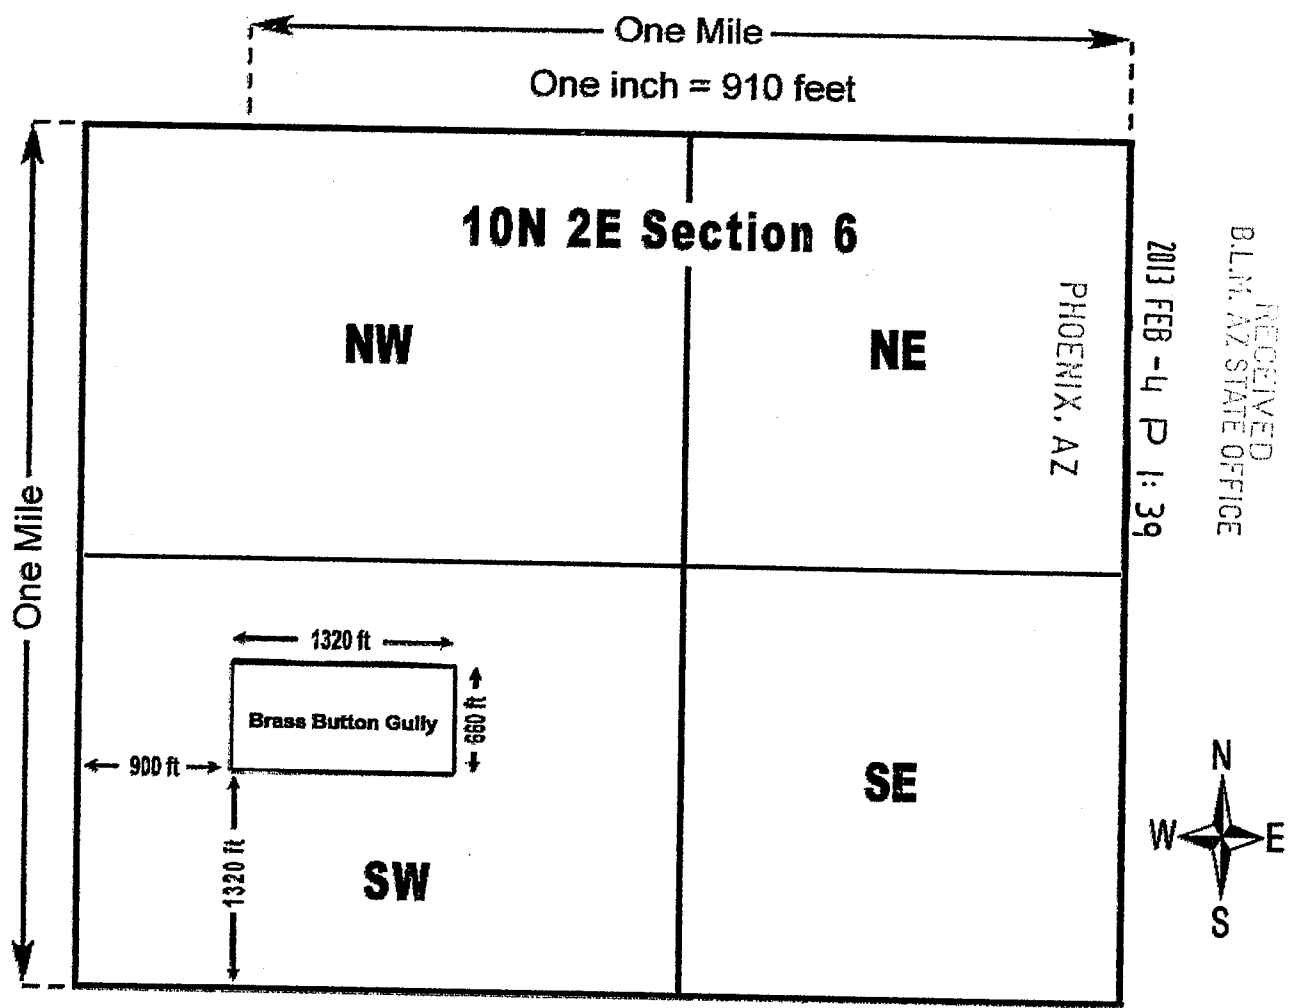 One Mile
One inch = 910 feet
10N 2E Section 6
NW
NE
One Mile
PHOENIX, AZ
2013 FEB -4 P 1:39
B.L.M. AZ STATE OFFICE
RECEIVED
1320 ft
Brass Button Gully
660 ft
900 ft
1320 ft
SW
SE
N
W
E
S